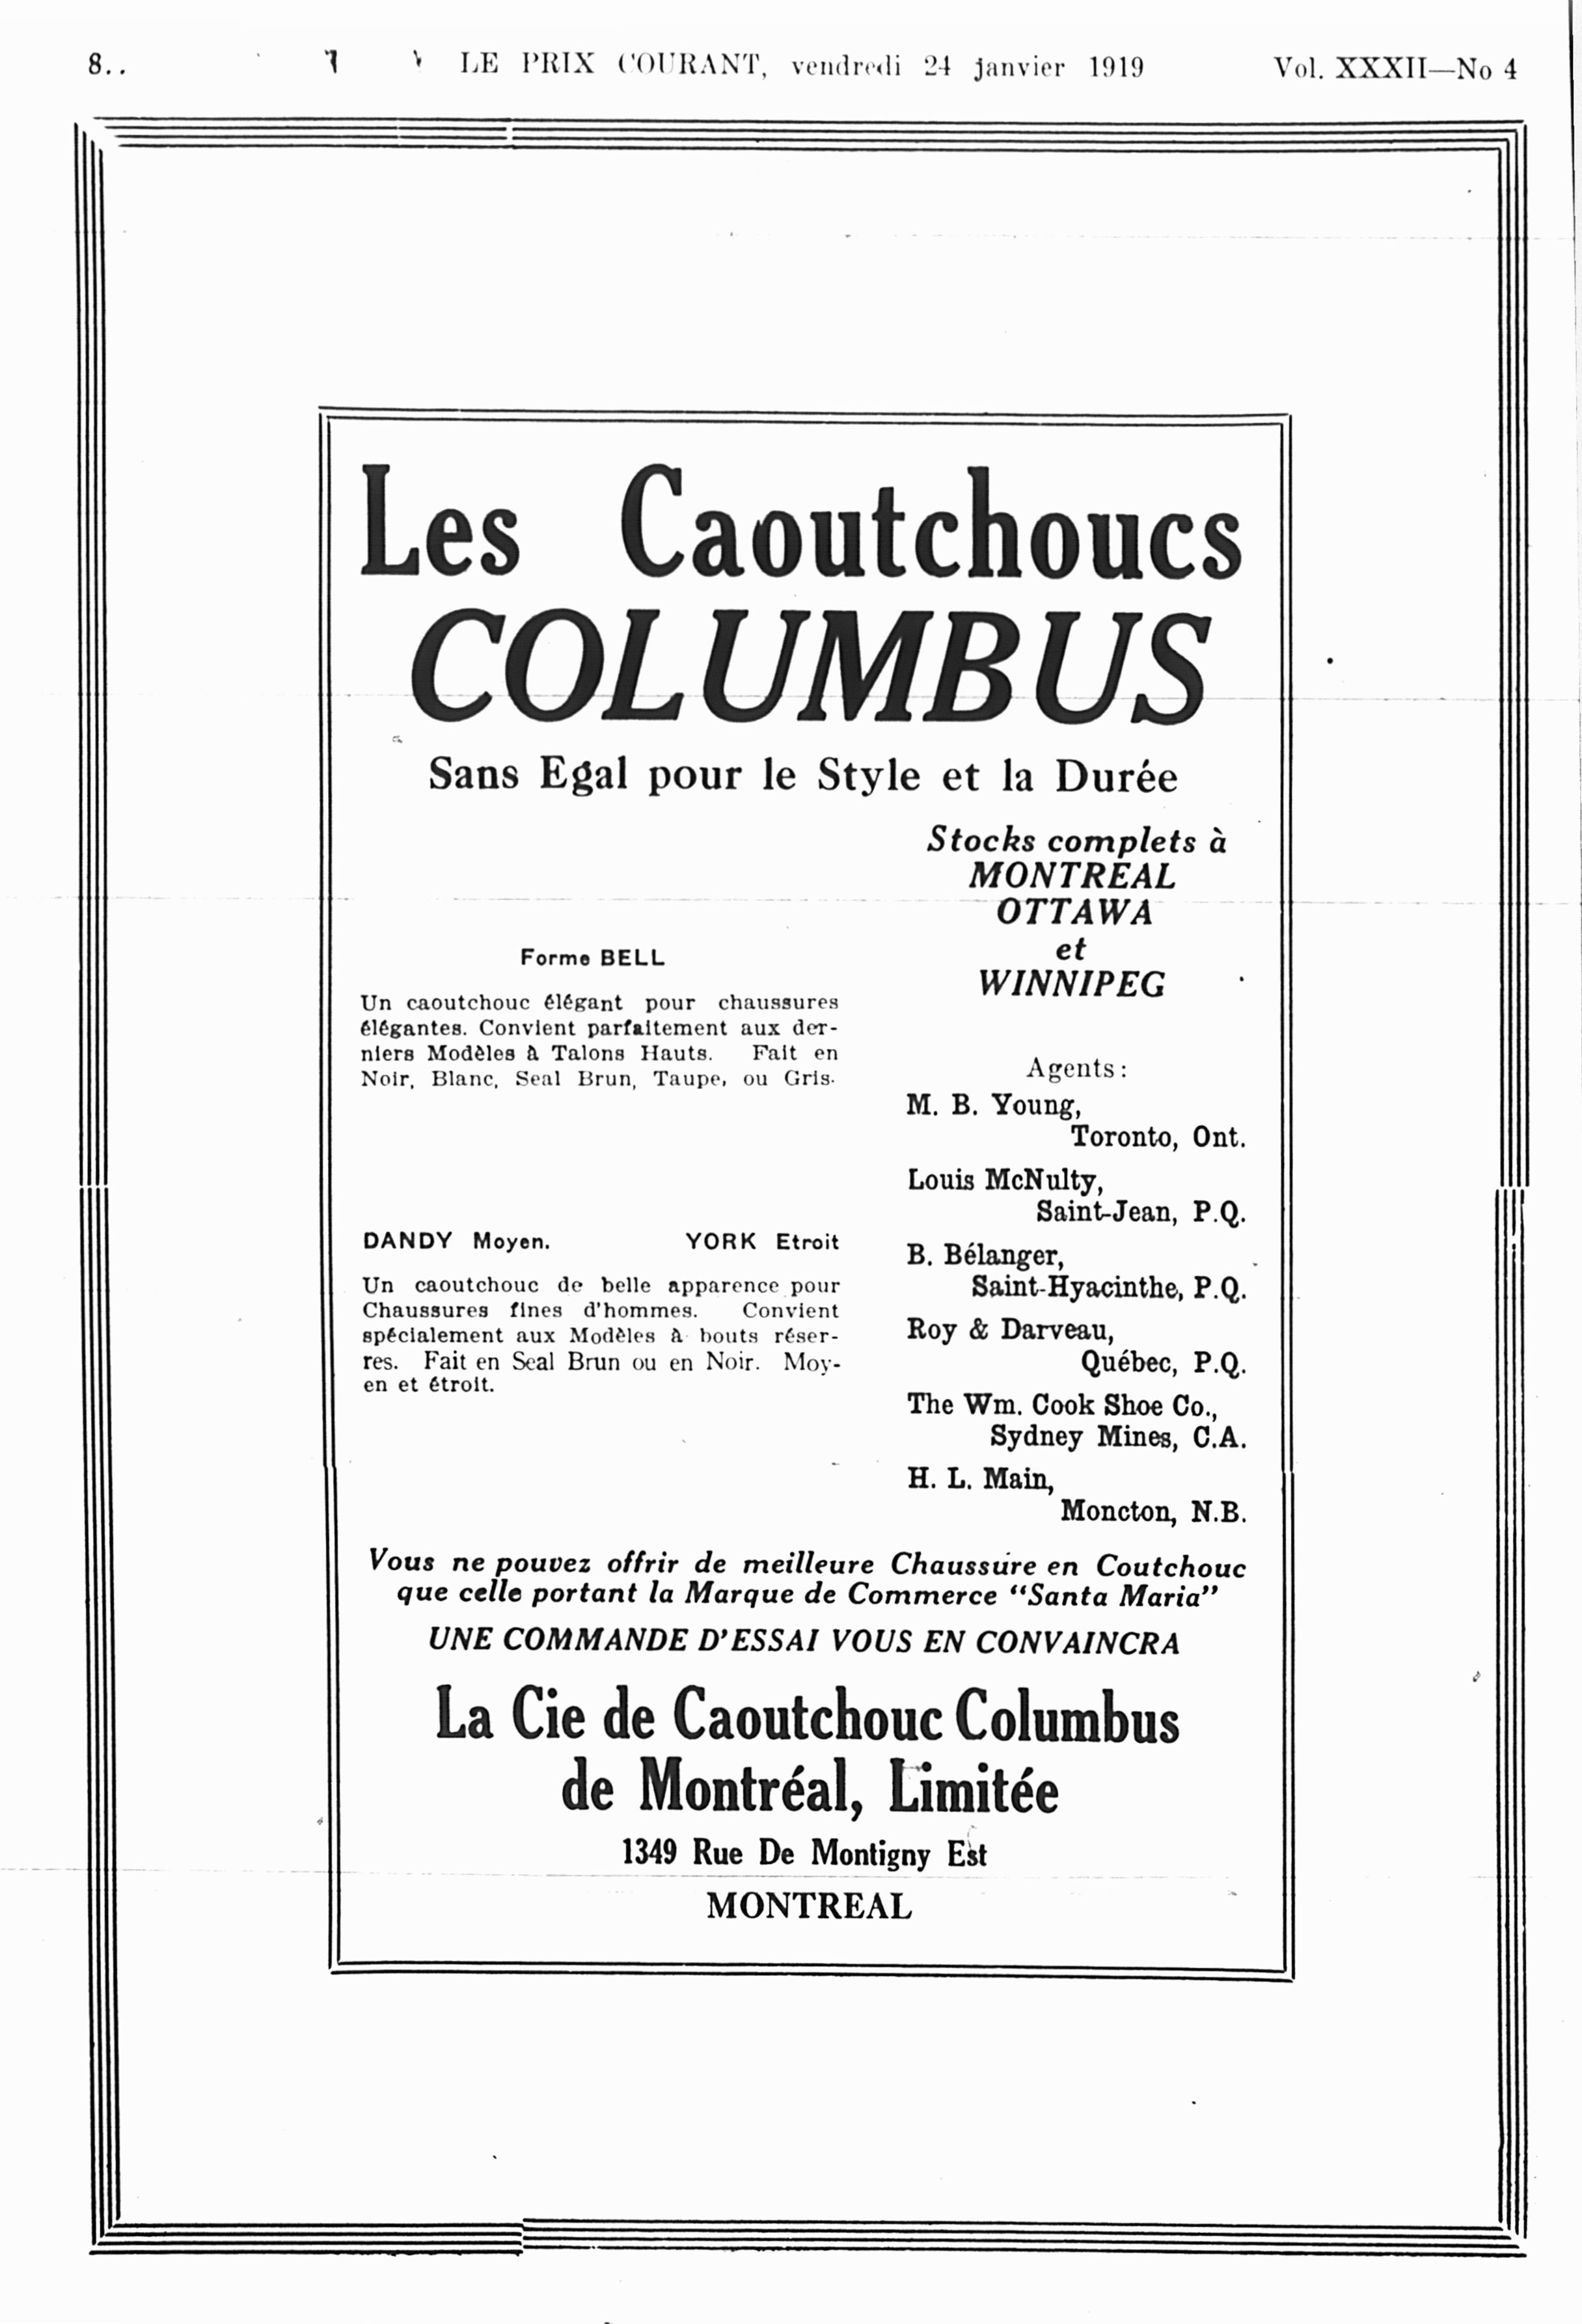 8..
LE PRIX COURANT, vendredi 24 janvier 1919
Vol. XXXII—No 4
Les Caoutchoucs
COLUMBUS
Sans Egal pour le Style et la Durée
Forme BELL
Un caoutchouc élégant pour chaussures
élégantes. Convient parfaitement aux der-
niers Modèles à Talons Hauts. Fait en
Noir, Blanc, Seal Brun, Taupe, ou Gris.
DANDY Moyen. YORK Etroit
Un caoutchouc de belle apparence pour
Chaussures fines d'hommes. Convient
spécialement aux Modèles à bouts réser-
res. Fait en Seal Brun ou en Noir. Moy-
en et étroit.
Stocks complets à
MONTREAL
OTTAWA
et
WINNIPEG
Agents:
M. B. Young,
Toronto, Ont.
Louis McNulty,
Saint-Jean, P.Q.
B. Bélanger,
Saint-Hyacinthe, P.Q.
Roy & Darveau,
Québec, P.Q.
The Wm. Cook Shoe Co.,
Sydney Mines, C.A.
H. L. Main,
Moncton, N.B.
Vous ne pouvez offrir de meilleure Chaussure en Coutchouc
que celle portant la Marque de Commerce “Santa Maria”
UNE COMMANDE D'ESSAI VOUS EN CONVAINCRA
La Cie de Caoutchouc Columbus
de Montréal, Limitée
1349 Rue De Montigny Est
MONTREAL